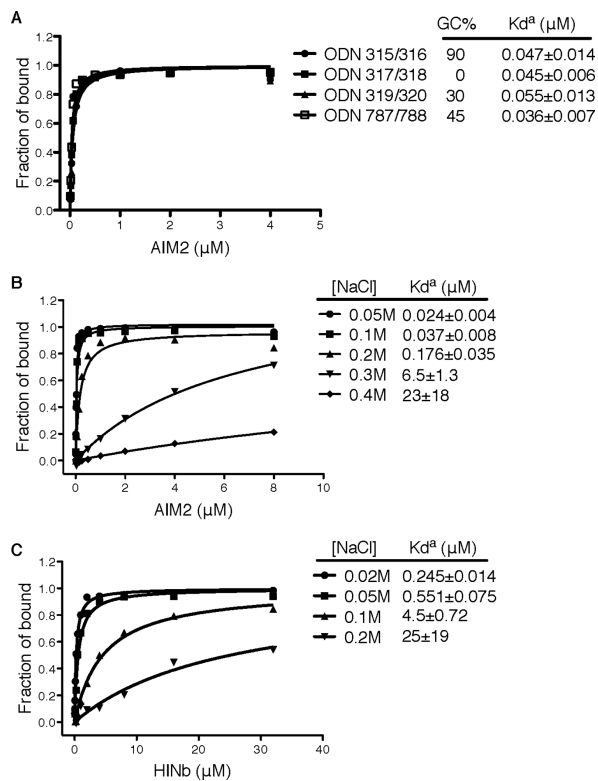 A
GC% Kdᵃ (μM)
ODN 315/316 90 0.047±0.014
ODN 317/318 0 0.045±0.006
ODN 319/320 30 0.055±0.013
ODN 787/788 45 0.036±0.007
Fraction of bound
1.2
1.0
0.8
0.6
0.4
0.2
0.0
0 1 2 3 4 5
AIM2 (μM)
B
[NaCl] Kdᵃ (μM)
0.05M 0.024±0.004
0.1M 0.037±0.008
0.2M 0.176±0.035
0.3M 6.5±1.3
0.4M 23±18
Fraction of bound
1.2
1.0
0.8
0.6
0.4
0.2
0.0
0 2 4 6 8 10
AIM2 (μM)
C
[NaCl] Kdᵃ (μM)
0.02M 0.245±0.014
0.05M 0.551±0.075
0.1M 4.5±0.72
0.2M 25±19
Fraction of bound
1.2
1.0
0.8
0.6
0.4
0.2
0.0
0 10 20 30 40
HINb (μM)